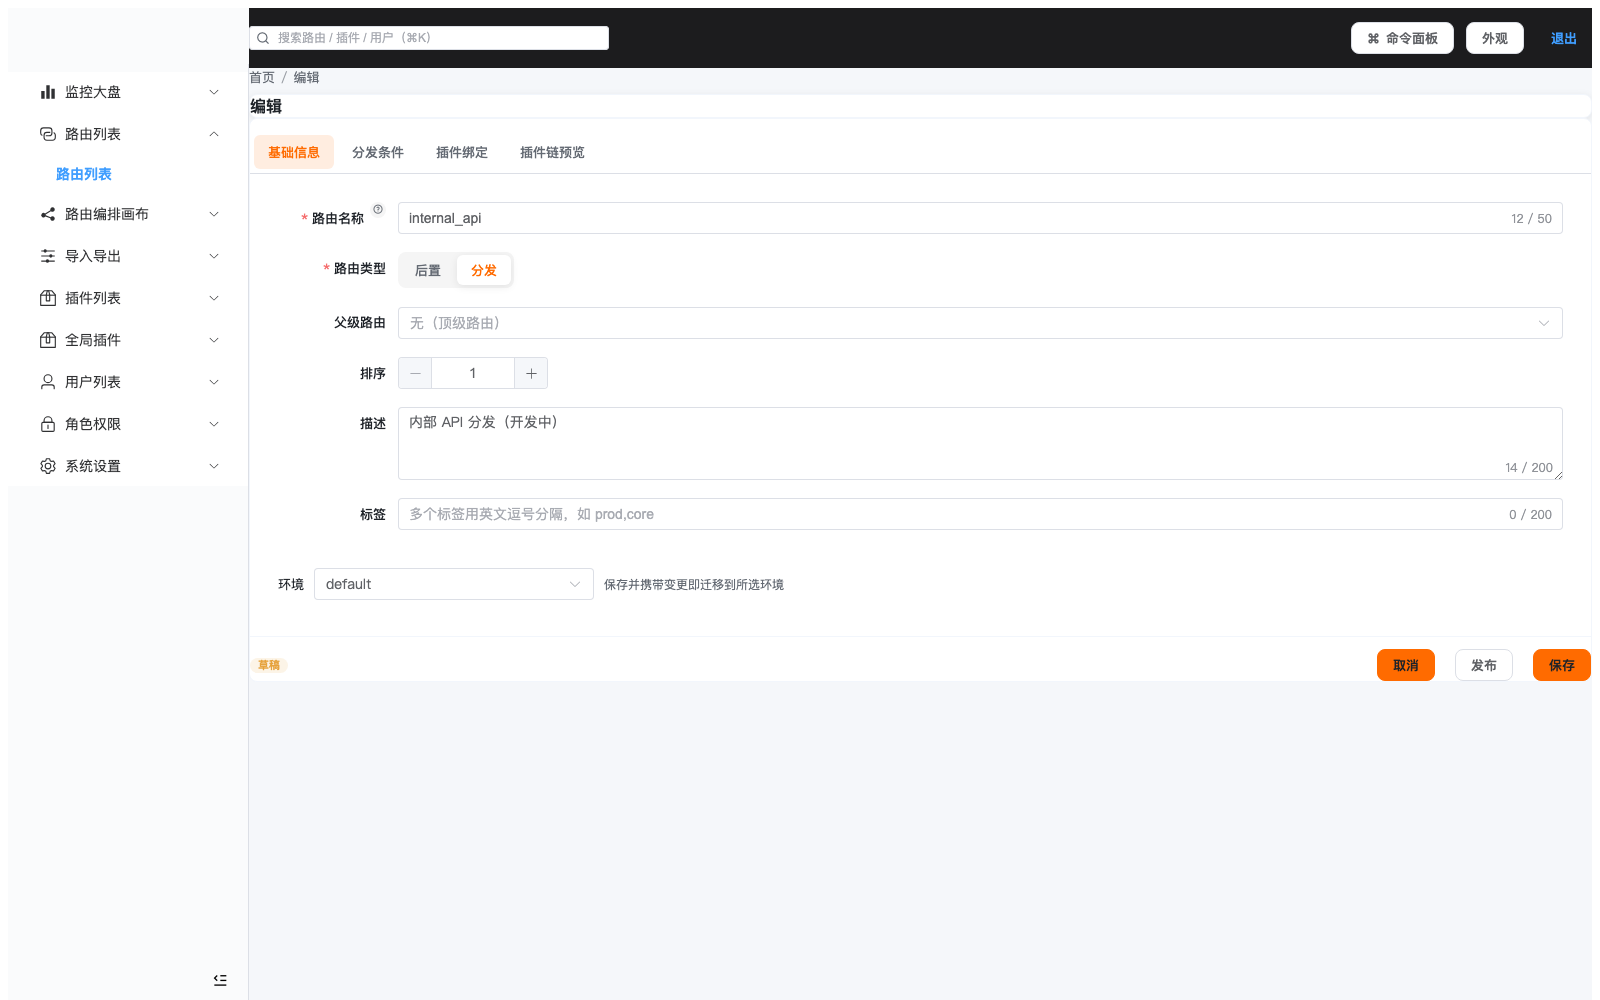 搜索路由 / 插件 / 用户（⌘K）
⌘ 命令面板
外观
退出
监控大盘
路由列表
路由列表
路由编排画布
导入导出
插件列表
全局插件
用户列表
角色权限
系统设置
首页 / 编辑
编辑
基础信息
分发条件
插件绑定
插件链预览
* 路由名称
internal_api
12 / 50
* 路由类型
后置
分发
父级路由
无（顶级路由）
排序
1
描述
内部 API 分发（开发中）
14 / 200
标签
多个标签用英文逗号分隔，如 prod,core
0 / 200
环境
default
保存并携带变更即迁移到所选环境
草稿
取消
发布
保存